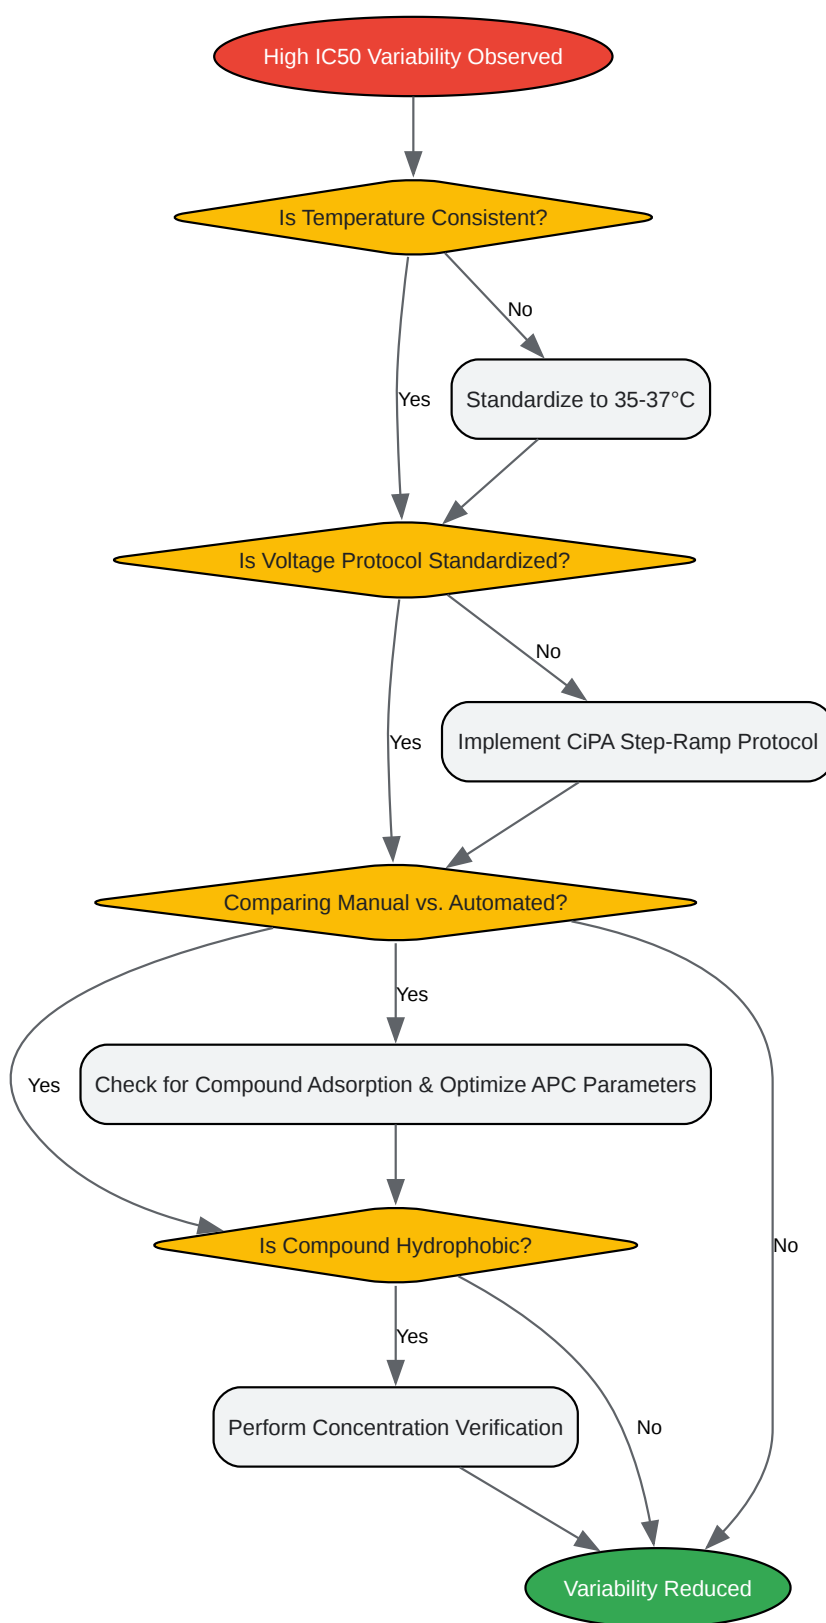 High IC50 Variability Observed
Is Temperature Consistent?
No
Yes
Standardize to 35-37°C
Is Voltage Protocol Standardized?
No
Yes
Implement CiPA Step-Ramp Protocol
Comparing Manual vs. Automated?
Yes
Yes
Check for Compound Adsorption & Optimize APC Parameters
No
Is Compound Hydrophobic?
Yes
No
Perform Concentration Verification
Variability Reduced